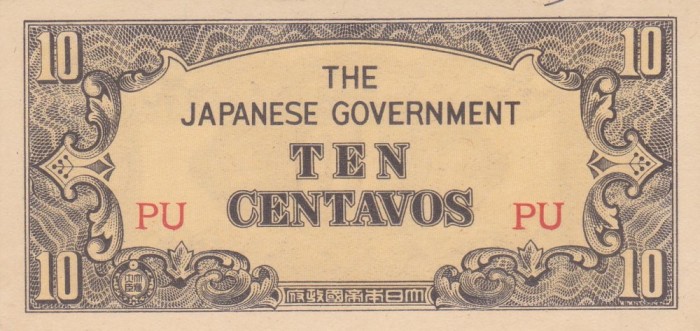 10 10
THE
JAPANESE GOVERNMENT
TEN
PU CENTAVOS PU
10 10
大日本帝國政府